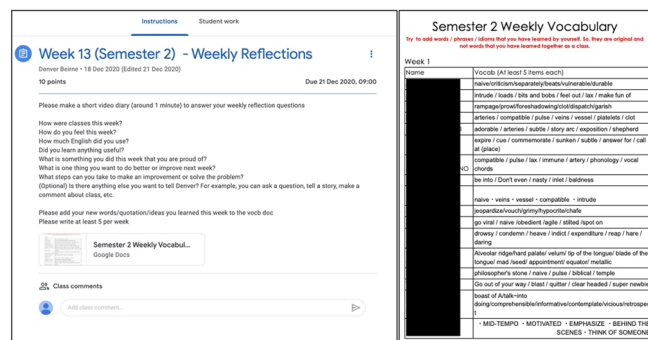 Instructions
Student work
Week 13 (Semester 2) - Weekly Reflections
Denver Beirne • 18 Dec 2020 (Edited 21 Dec 2020)
10 points
Due 21 Dec 2020, 09:00
Please make a short video diary (around 1 minute) to answer your weekly reflection questions
How were classes this week?
How do you feel this week?
How much English did you use?
Did you learn anything useful?
What is something you did this week that you are proud of?
What is one thing you want to do better or improve next week?
What steps can you take to make an improvement or solve the problem?
(Optional) Is there anything else you want to tell Denver? For example, you can ask a question, tell a story, make a
comment about class, etc.
Please add your new words/quotation/ideas you learned this week to the vocb doc
Please write at least 5 per week
Semester 2 Weekly Vocabul...
Google Docs
Class comments
Add class comment...
Semester 2 Weekly Vocabulary
Try to add words / phrases / idioms that you have learned by yourself. So, they are original and
not words that you have learned together as a class.
Week 1
Name
Vocab (At least 5 items each)
naive/criticism/separately/beats/vulnerable/durable
intrude / loads / bits and bobs / feel out / lax / make fun of
rampage/prowl/foreshadowing/clot/dispatch/garish
arteries / compatible / pulse / veins / vessel / platelets / clot
adorable / arteries / subtle / story arc / exposition / shepherd
expire / cue / commemorate / sunken / subtle / answer for / call
at (place)
compatible / pulse / lax / immune / artery / phonology / vocal
NO chords
be into / Don't even / nasty / inlet / baldness
naive・veins・vessel・compatible ・intrude
jeopardize/vouch/grimy/hypocrite/chafe
go viral / naive /obedient /agile / stilted /spot on
drowsy / condemn / heave / indict / expenditure / reap / hare /
daring
Alveolar ridge/hard palate/ velum/ tip of the tongue/ blade of the
tongue/ mad /seed/ appointment/ equator/ metallic
philosopher's stone / naive / pulse / biblical / temple
Go out of your way / blast / quitter / clear headed / super newbie
boast of A/talk~into
doing/comprehensible/informative/contemplate/vicious/retrospec
t
・MID-TEMPO ・MOTIVATED ・EMPHASIZE ・BEHIND THE
SCENES・THINK OF SOMEONE